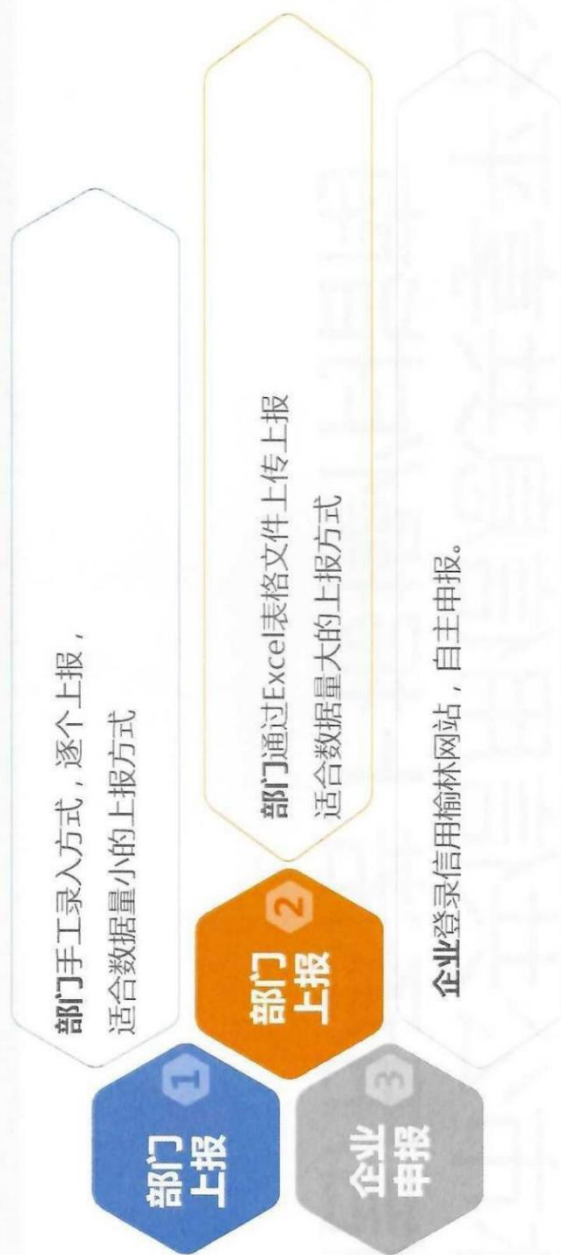 部门
上报
1
部门手工录入方式，逐个上报，
适合数据量小的上报方式
部门
上报
2
部门通过Excel表格文件上传上报
适合数据量大的上报方式
企业
申报
3
企业登录信用榆林网站，自主申报。